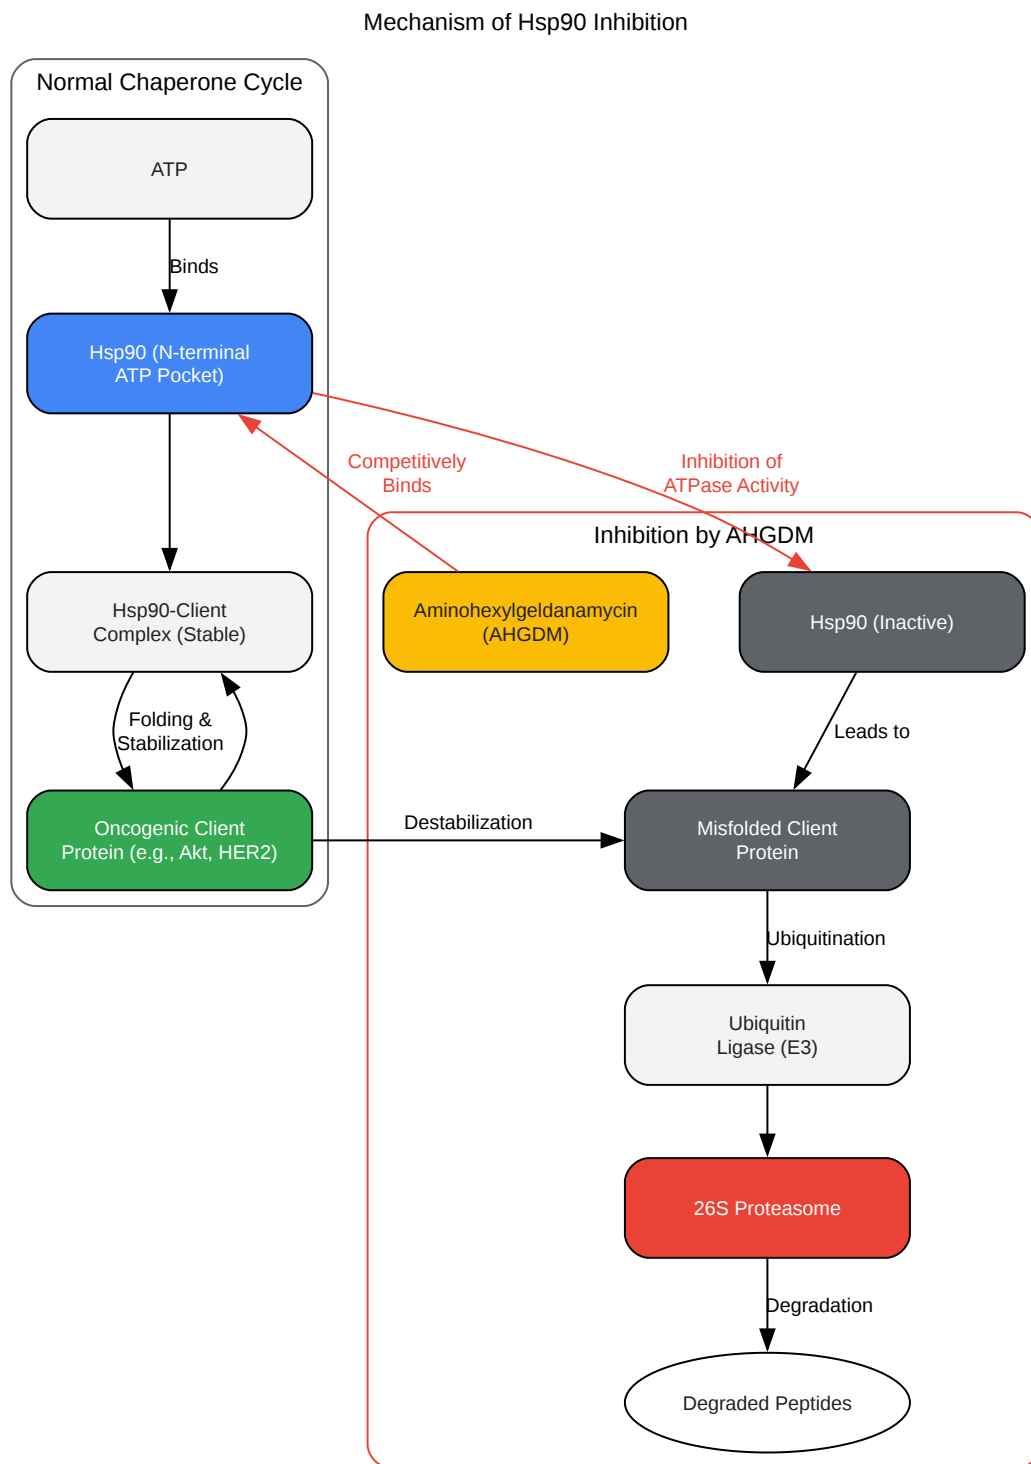 Mechanism of Hsp90 Inhibition
Normal Chaperone Cycle
ATP
Binds
Hsp90 (N-terminal
ATP Pocket)
Competitively
Binds
Inhibition of
ATPase Activity
Inhibition by AHGDM
Hsp90-Client
Complex (Stable)
Aminohexylgeldanamycin
(AHGDM)
Hsp90 (Inactive)
Folding &
Stabilization
Leads to
Oncogenic Client
Protein (e.g., Akt, HER2)
Destabilization
Misfolded Client
Protein
Ubiquitination
Ubiquitin
Ligase (E3)
26S Proteasome
Degradation
Degraded Peptides